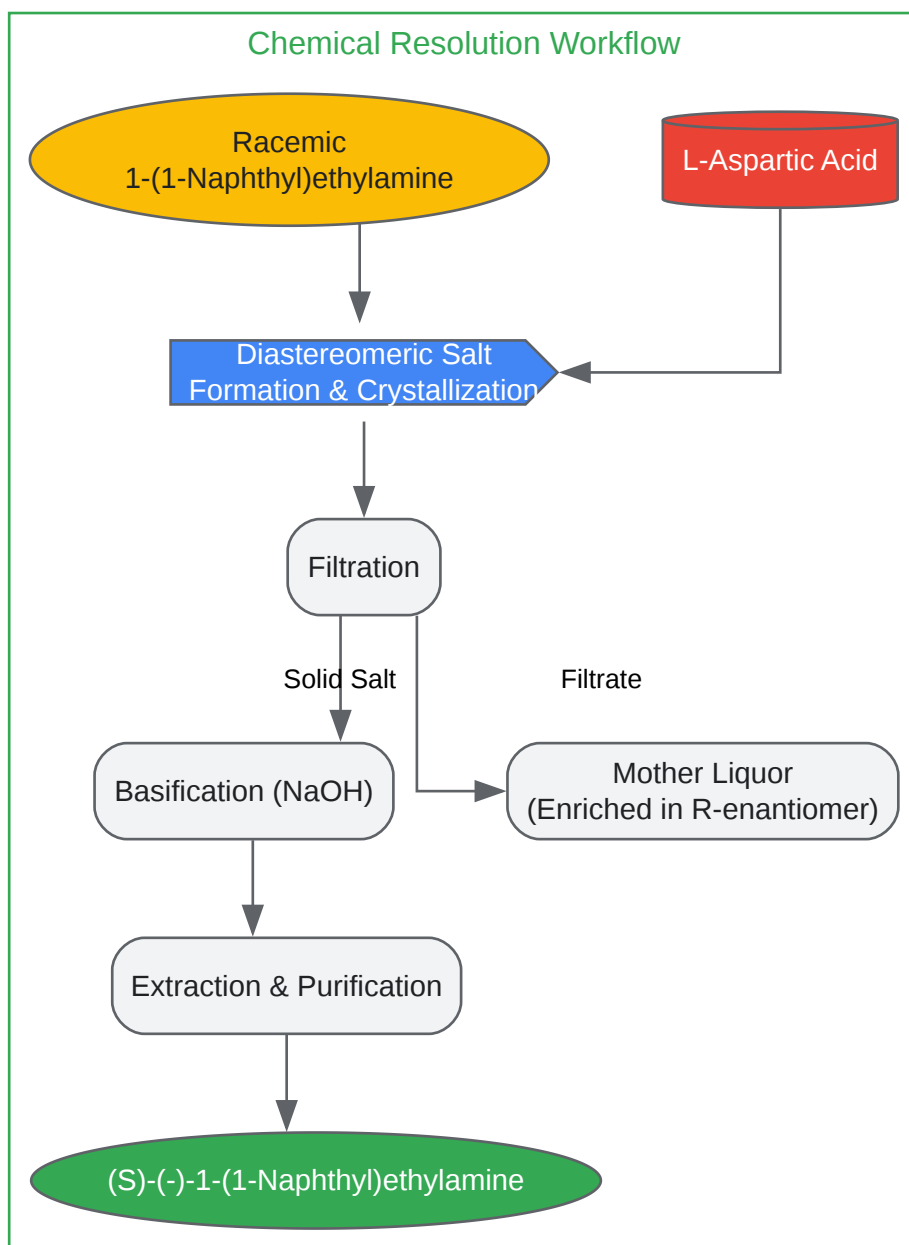 Chemical Resolution Workflow
Racemic
1-(1-Naphthyl)ethylamine
L-Aspartic Acid
Diastereomeric Salt
Formation & Crystallization
Filtration
Solid Salt
Filtrate
Basification (NaOH)
Mother Liquor
(Enriched in R-enantiomer)
Extraction & Purification
(S)-(-)-1-(1-Naphthyl)ethylamine